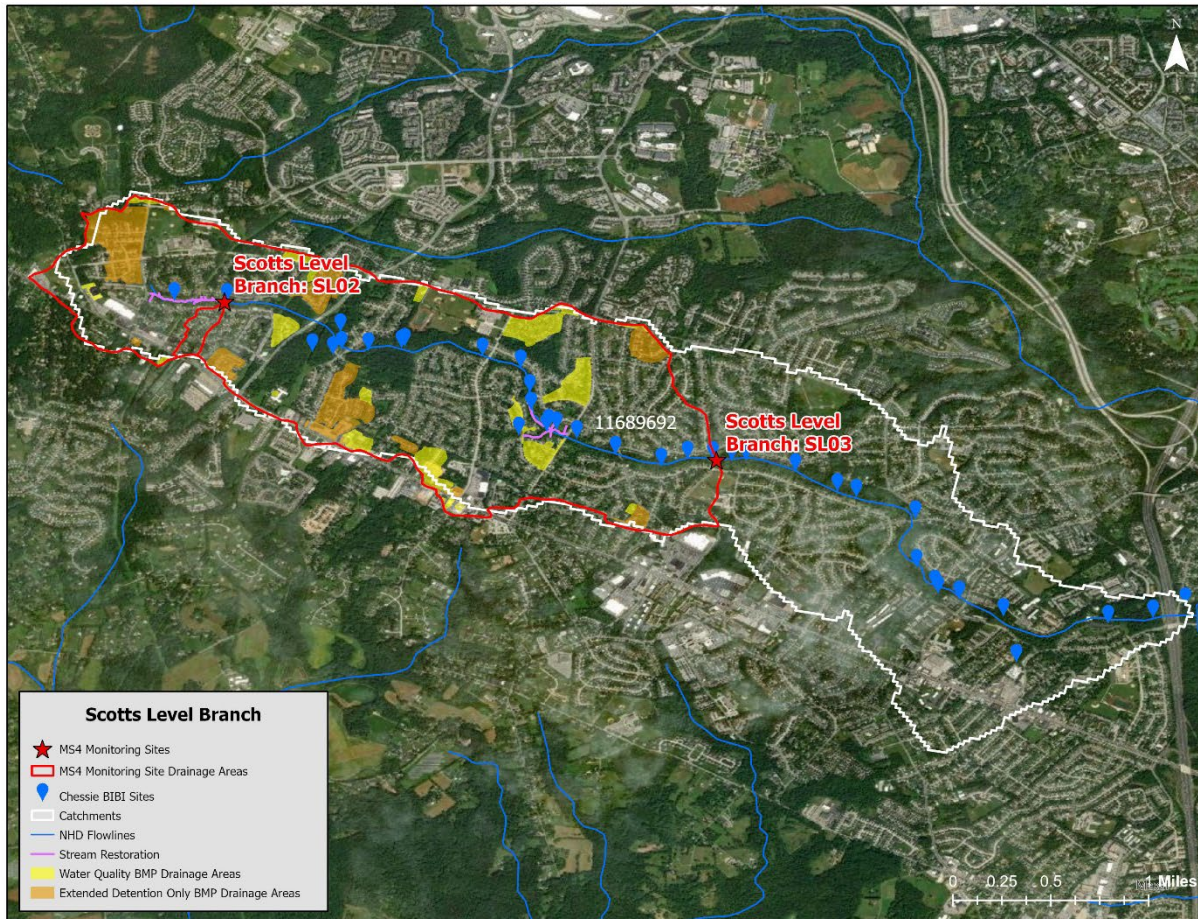 N
Scotts Level
Branch: SL02
11689692
Scotts Level
Branch: SL03
Scotts Level Branch
MS4 Monitoring Sites
MS4 Monitoring Site Drainage Areas
Chessie BIBI Sites
Catchments
NHD Flowlines
Stream Restoration
Water Quality BMP Drainage Areas
Extended Detention Only BMP Drainage Areas
0 0.25 0.5 1 Miles